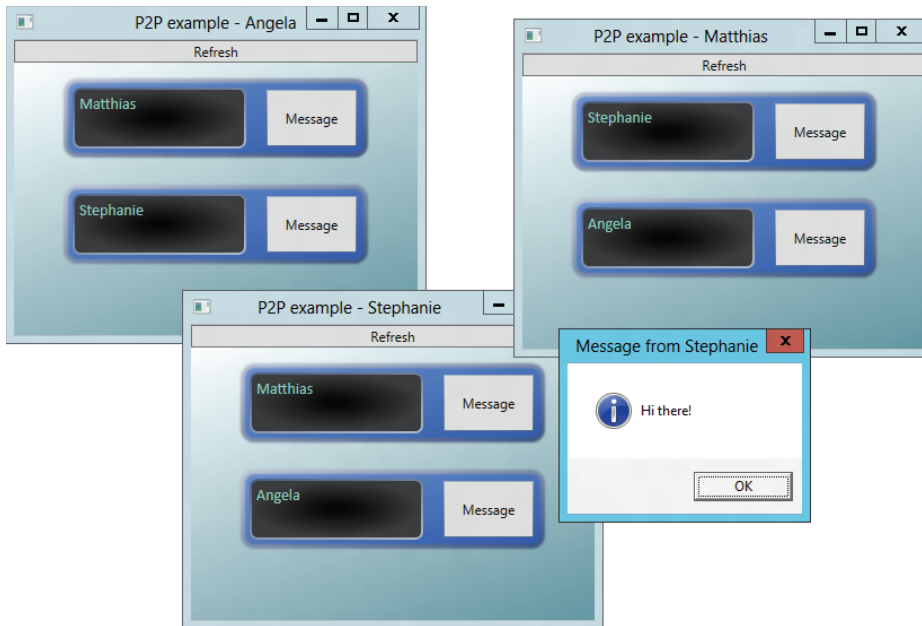 P2P example - Angela
Refresh
Matthias
Message
Stephanie
Message
P2P example - Matthias
Refresh
Stephanie
Message
Angela
Message
P2P example - Stephanie
Refresh
Matthias
Message
Angela
Message
Message from Stephanie
Hi there!
OK